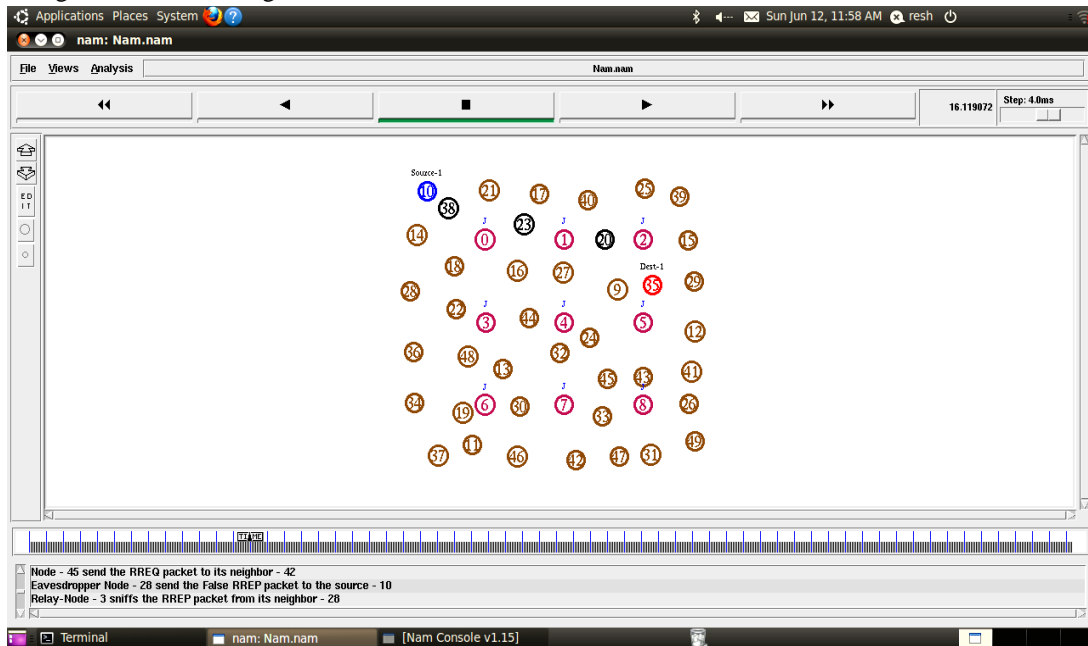 Applications Places System
Sun Jun 12, 11:58 AM resh
nam: Nam.nam
File Views Analysis Nam.nam
16.119072 Step: 4.0ms
ED
IT
Source-1
10 21 17 40 25 39
38
14 J 0 23 J 1 20 J 2 15
18 16 27 Dest-1
28 9 35 29
22 J 3 44 J 4 24 J 5 12
36 48 13 32
45 43 41
34 19 J 6 30 J 7 33 J 8 26
37 11 46 42 47 31 49
TIME
Node - 45 send the RREQ packet to its neighbor - 42
Eavesdropper Node - 28 send the False RREP packet to the source - 10
Relay-Node - 3 sniffs the RREP packet from its neighbor - 28
Terminal nam: Nam.nam [Nam Console v1.15]